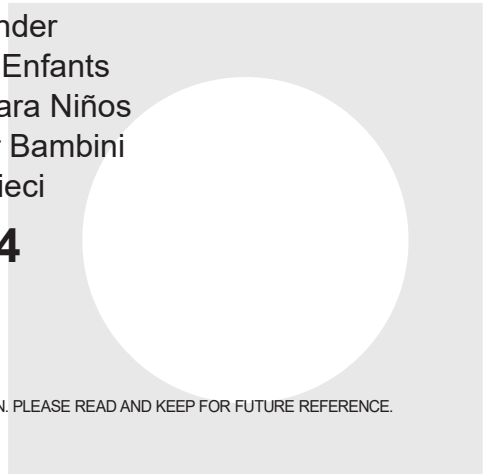 nder
Enfants
ara Niños
r Bambini
ieci
4
N. PLEASE READ AND KEEP FOR FUTURE REFERENCE.